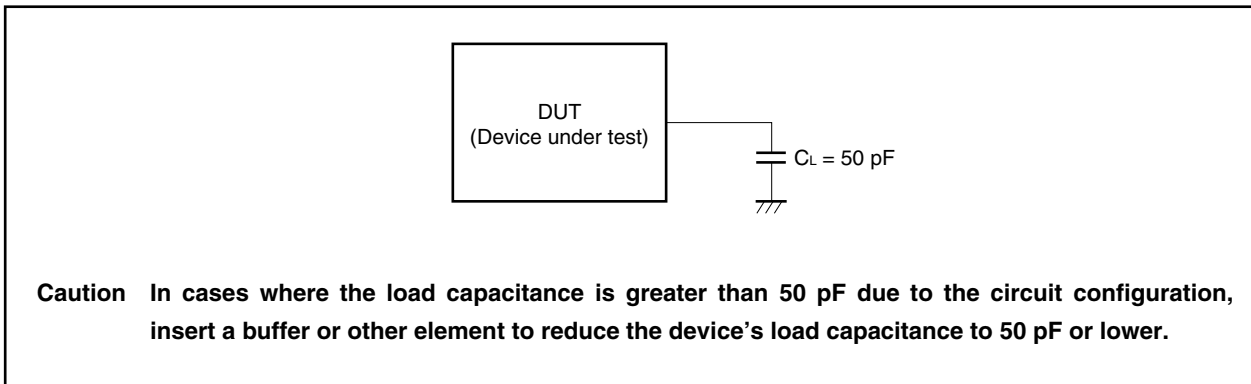 DUT
(Device under test)
CL = 50 pF
Caution In cases where the load capacitance is greater than 50 pF due to the circuit configuration,
insert a buffer or other element to reduce the device's load capacitance to 50 pF or lower.